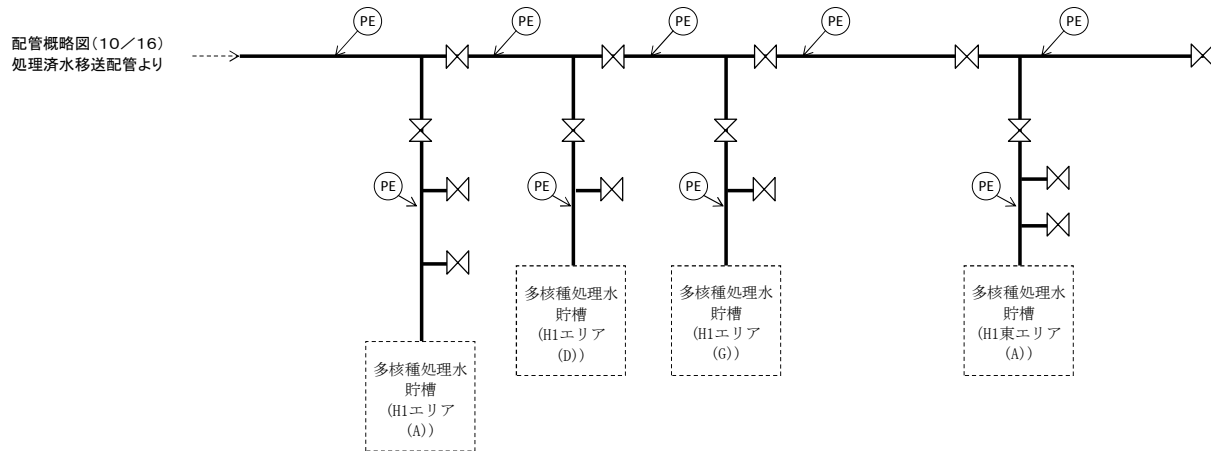 配管概略図(10/16)
処理済水移送配管より
PE
PE
PE
PE
PE
PE
PE
PE
PE
多核種処理水
貯槽
(H1エリア
(A))
多核種処理水
貯槽
(H1エリア
(D))
多核種処理水
貯槽
(H1エリア
(G))
多核種処理水
貯槽
(H1東エリア
(A))